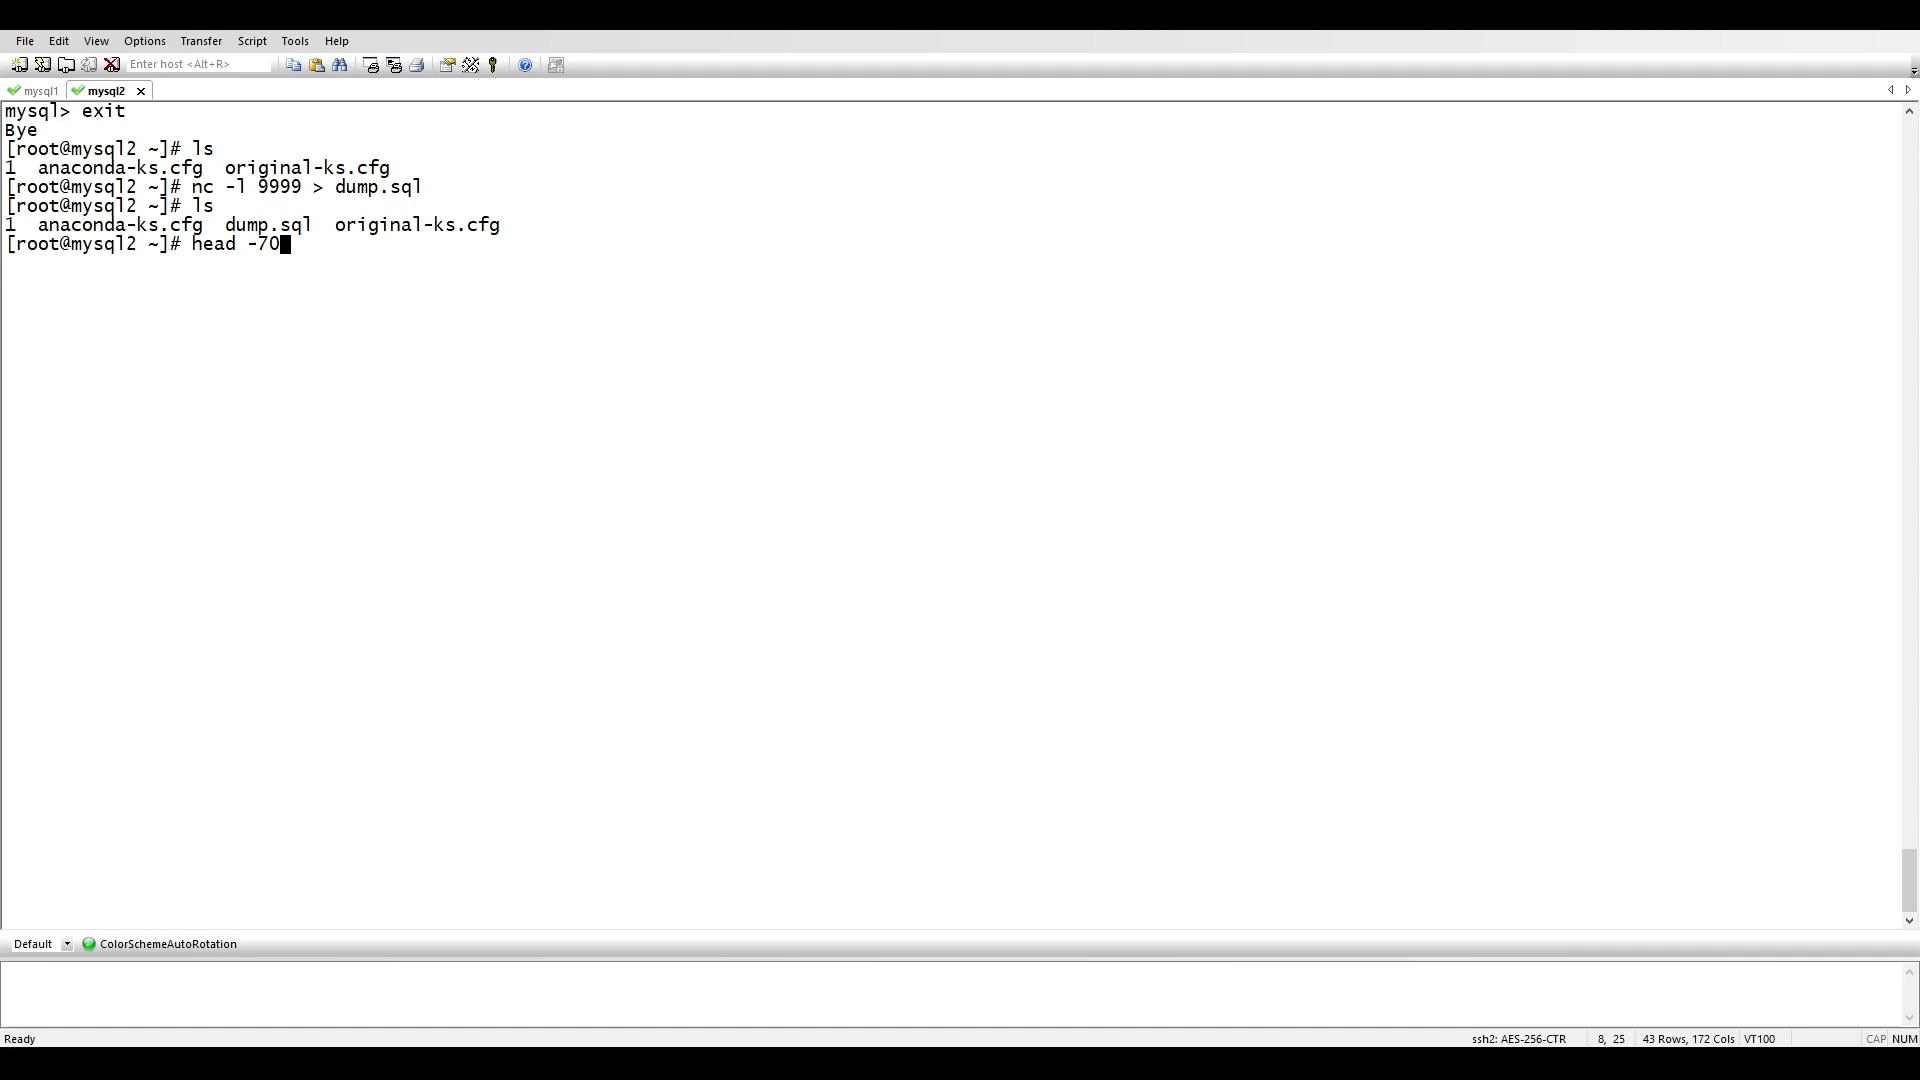 File Edit View Options Transfer Script Tools Help
Enter host <Alt+R>
mysql1 mysql2
mysql> exit
Bye
[root@mysql2 ~]# ls
1  anaconda-ks.cfg  original-ks.cfg
[root@mysql2 ~]# nc -l 9999 > dump.sql
[root@mysql2 ~]# ls
1  anaconda-ks.cfg  dump.sql  original-ks.cfg
[root@mysql2 ~]# head -70
Default ColorSchemeAutoRotation
Ready ssh2: AES-256-CTR 8, 25 43 Rows, 172 Cols VT100 CAP NUM